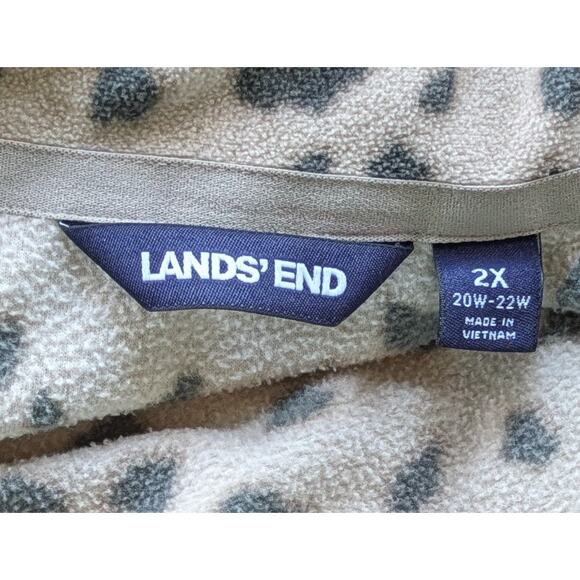 LANDS' END
2X
20W-22W
MADE IN
VIETNAM